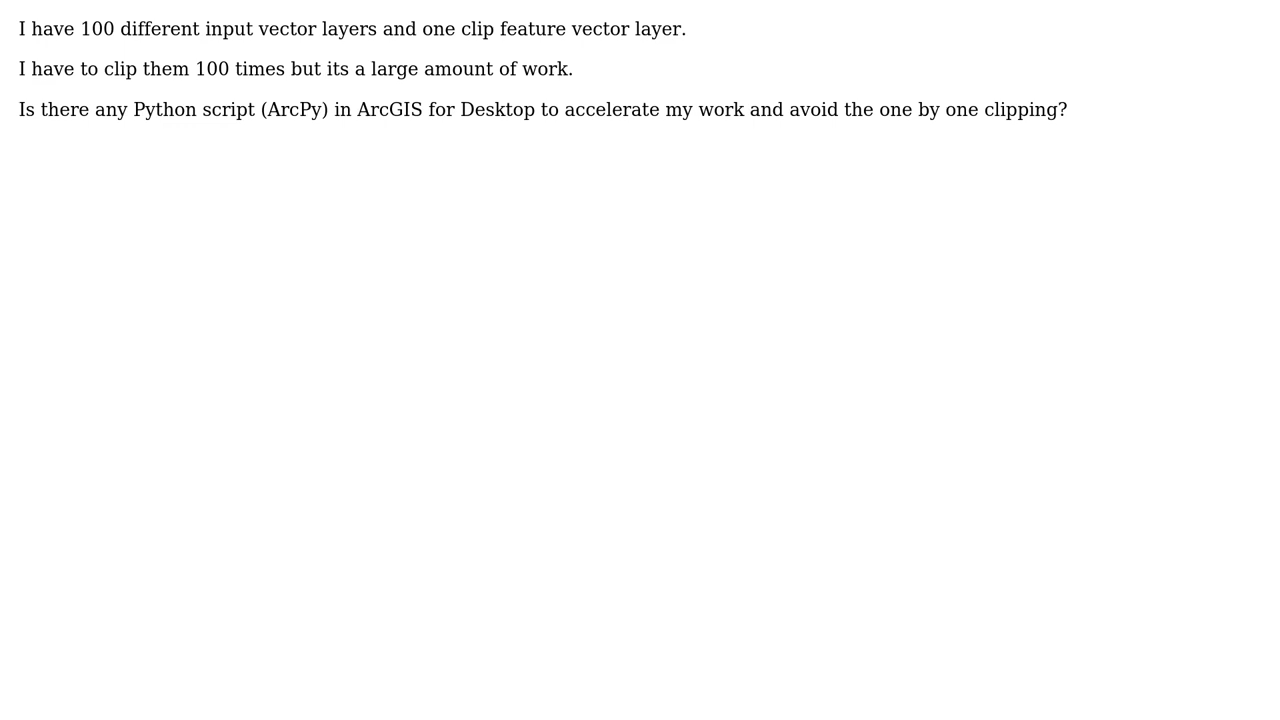 I have 100 different input vector layers and one clip feature vector layer.
I have to clip them 100 times but its a large amount of work.
Is there any Python script (ArcPy) in ArcGIS for Desktop to accelerate my work and avoid the one by one clipping?